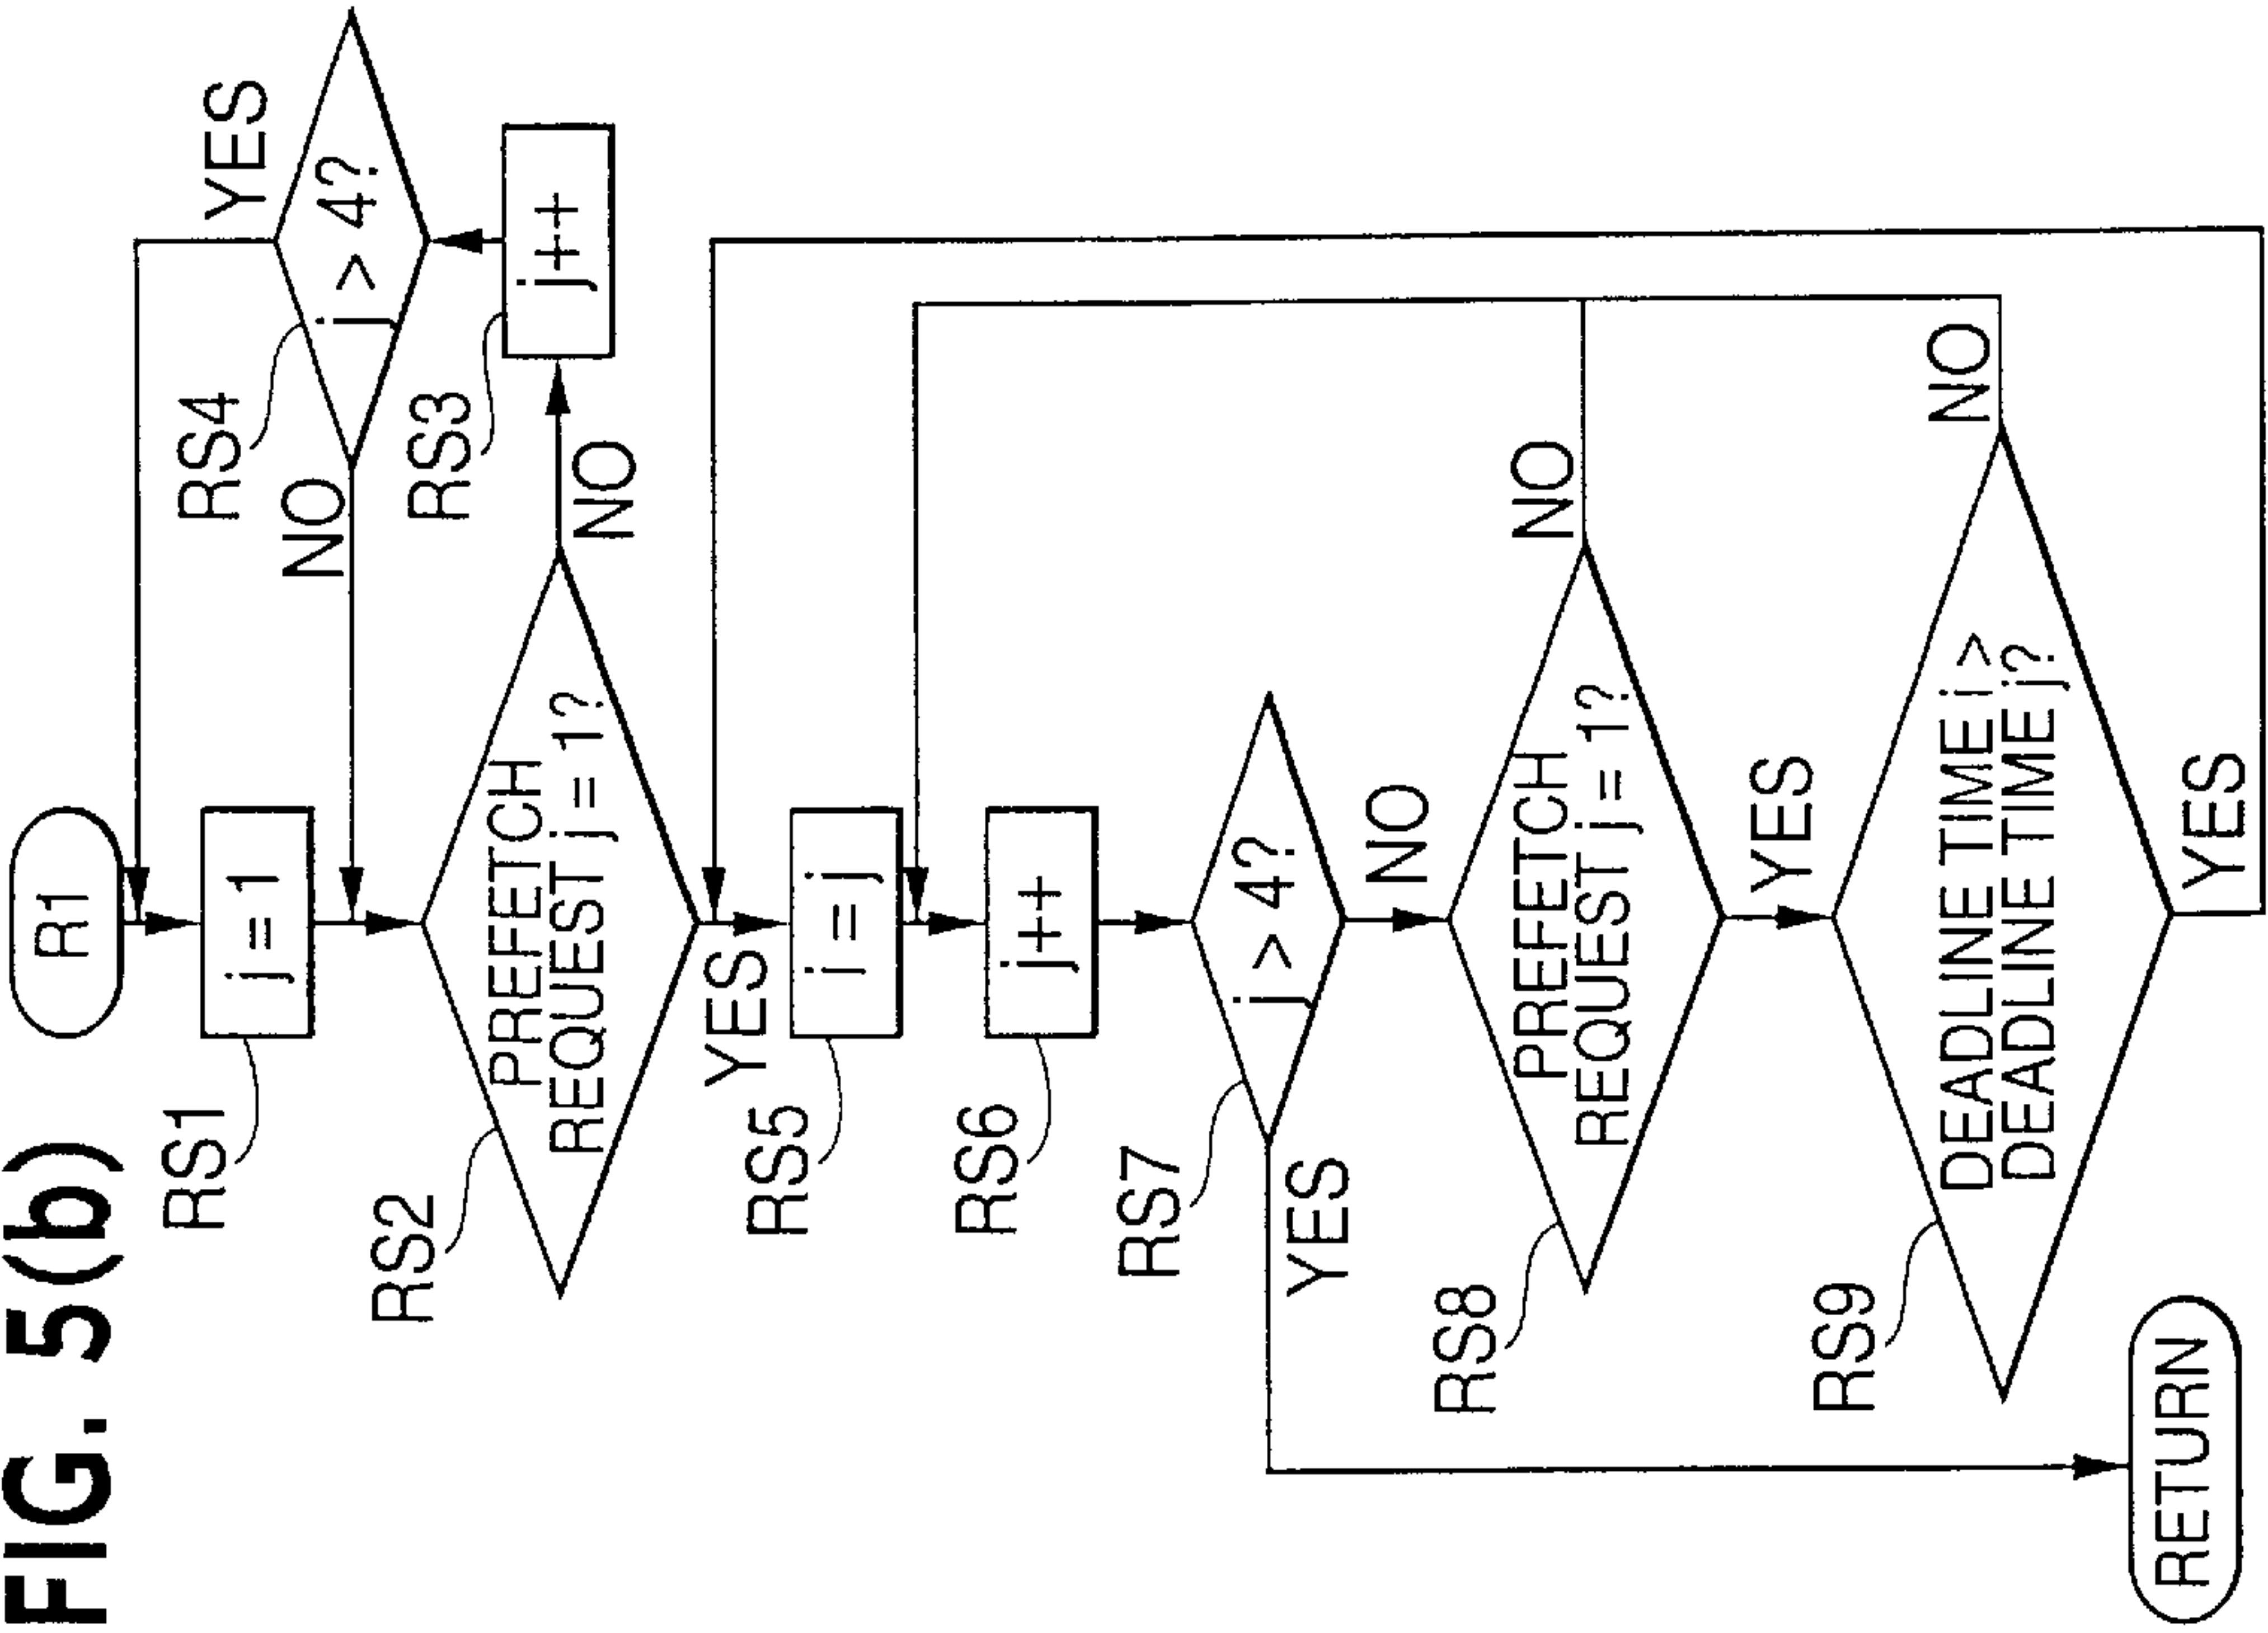 FIG. 5(b)
R1
RS1
j = 1
RS2
PREFETCH
REQUEST j = 1?
YES
NO
RS3
j++
RS4
j > 4?
NO
YES
RS5
i = j
RS6
j++
RS7
j > 4?
YES
NO
RS8
PREFETCH
REQUEST j = 1?
NO
YES
RS9
DEADLINE TIME i >
DEADLINE TIME j?
NO
YES
RETURN